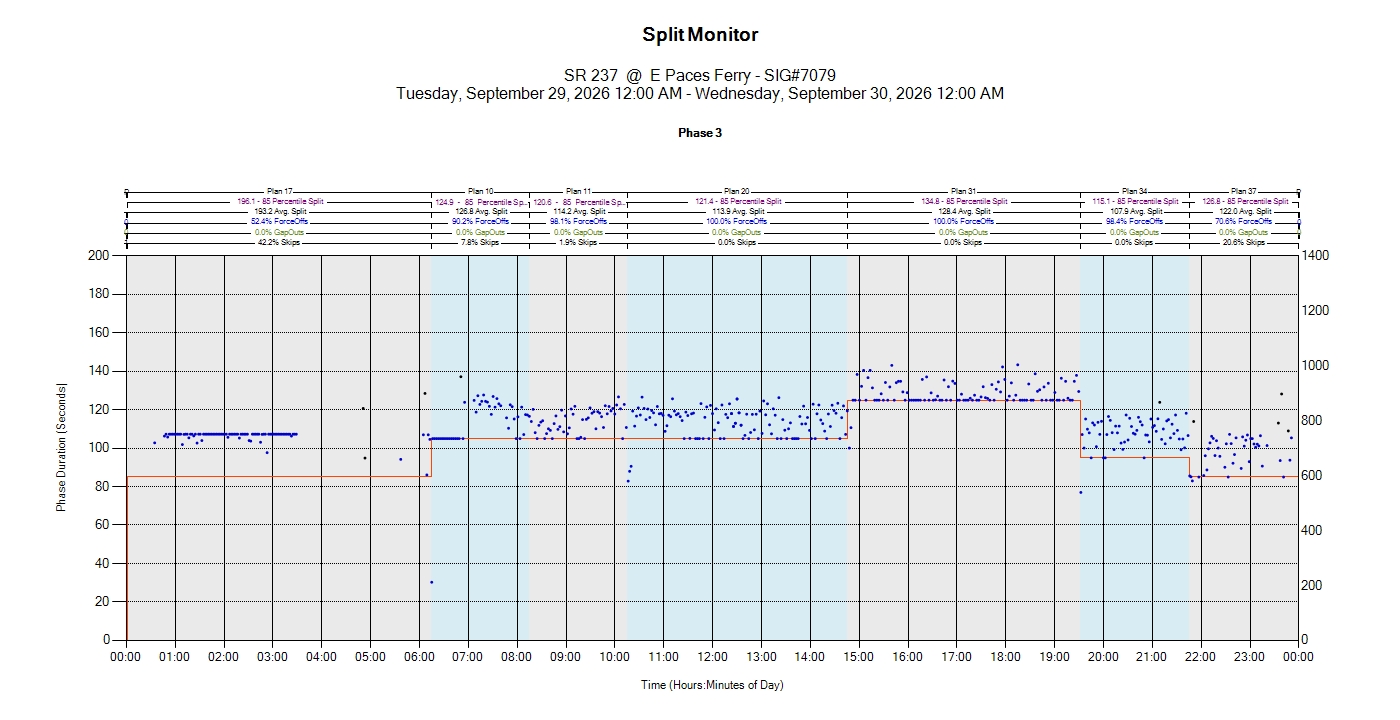 Split Monitor
SR 237 @ E Paces Ferry - SIG#7079
Tuesday, September 29, 2026 12:00 AM - Wednesday, September 30, 2026 12:00 AM
Phase 3
Plan 17 Plan 10 Plan 11 Plan 20 Plan 31 Plan 34 Plan 37
196.1 - 85 Percentile Split 124.9 - 85 Percentile Sp... 120.6 - 85 Percentile Sp... 121.4 - 85 Percentile Split 134.8 - 85 Percentile Split 115.1 - 85 Percentile Split 126.8 - 85 Percentile Split
193.2 Avg. Split 126.8 Avg. Split 114.2 Avg. Split 113.9 Avg. Split 128.4 Avg. Split 107.9 Avg. Split 122.0 Avg. Split
52.4% ForceOffs 90.2% ForceOffs 98.1% ForceOffs 100.0% ForceOffs 100.0% ForceOffs 98.4% ForceOffs 70.6% ForceOffs
0.0% GapOuts 0.0% GapOuts 0.0% GapOuts 0.0% GapOuts 0.0% GapOuts 0.0% GapOuts 0.0% GapOuts
42.2% Skips 7.8% Skips 1.9% Skips 0.0% Skips 0.0% Skips 0.0% Skips 20.6% Skips
200 1400
180
1200
160
140 1000
120
800
100
80 600
60
400
40
200
20
0 0
Phase Duration [Seconds]
00:00 01:00 02:00 03:00 04:00 05:00 06:00 07:00 08:00 09:00 10:00 11:00 12:00 13:00 14:00 15:00 16:00 17:00 18:00 19:00 20:00 21:00 22:00 23:00 00:00
Time (Hours:Minutes of Day)